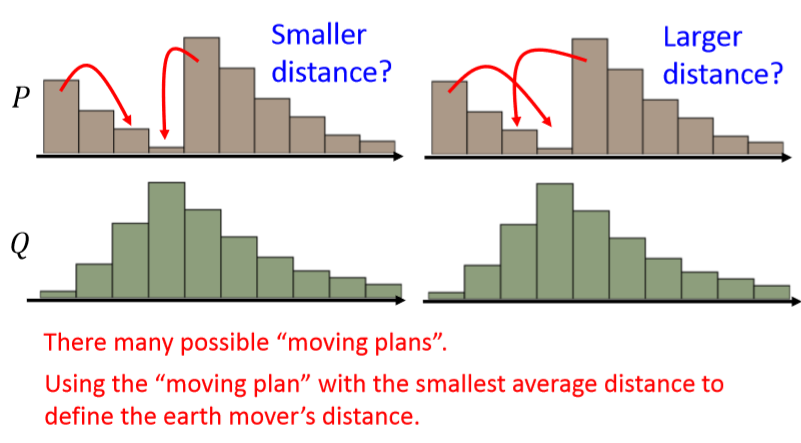 Smaller
distance?
Larger
distance?
P
Q
There many possible “moving plans”.
Using the “moving plan” with the smallest average distance to
define the earth mover’s distance.